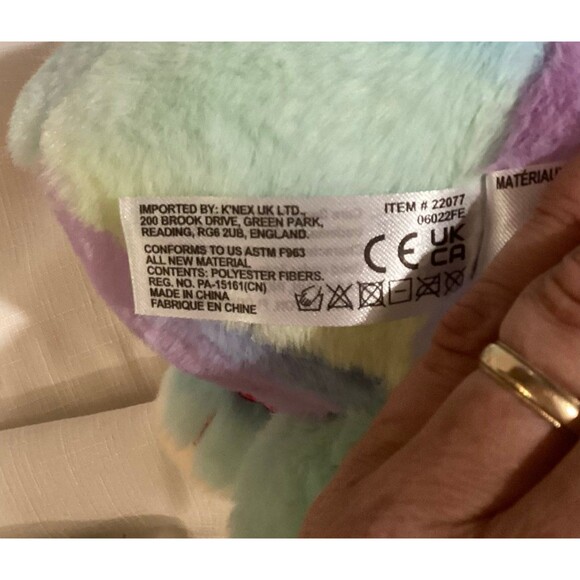 IMPORTED BY: K'NEX UK LTD.,
200 BROOK DRIVE, GREEN PARK,
READING, RG6 2UB, ENGLAND.
CONFORMS TO US ASTM F963
ALL NEW MATERIAL
CONTENTS: POLYESTER FIBERS.
REG. NO. PA-15161(CN)
MADE IN CHINA
FABRIQUE EN CHINE
ITEM # 22077
06022FE
CE
UK
CA
MATÉRIAU